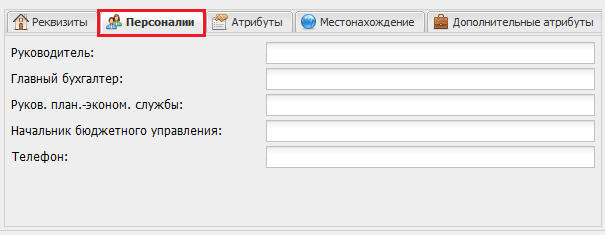 Реквизиты Персоналии Атрибуты Местонахождение Дополнительные атрибуты
Руководитель:
Главный бухгалтер:
Руков. план.-эконом. службы:
Начальник бюджетного управления:
Телефон: